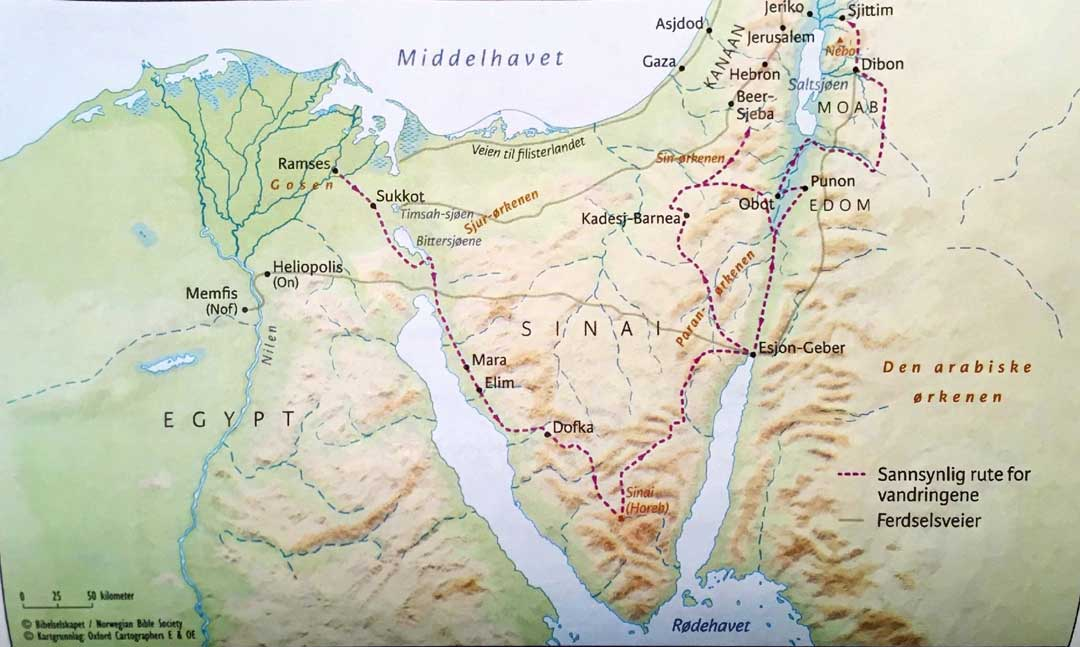 Jeriko
Sjittim
Asjdod
Jerusalem
Nebo
Middelhavet
KANAAN
Gaza
Hebron
Dibon
Saltsjøen
Beer-
Sjeba
MOAB
Veien til filisterlandet
Sin-ørkenen
Ramses
Gosen
Punon
Sukkot
Obot
EDOM
Timsah-sjøen
Sjur-ørkenen
Kadesj-Barnea
Bittersjøene
Heliopolis
(On)
Memfis
(Nof)
Paran-ørkenen
SINAI
Nilen
Esjon-Geber
Mara
Elim
Den arabiske
ørkenen
EGYPT
Dofka
Sannsynlig rute for
vandringene
Sinai
(Horeb)
Ferdselsveier
0 25 50 kilometer
© Bibelselskapet / Norwegian Bible Society
© Kartgrunnlag: Oxford Cartographers E & OE
Rødehavet